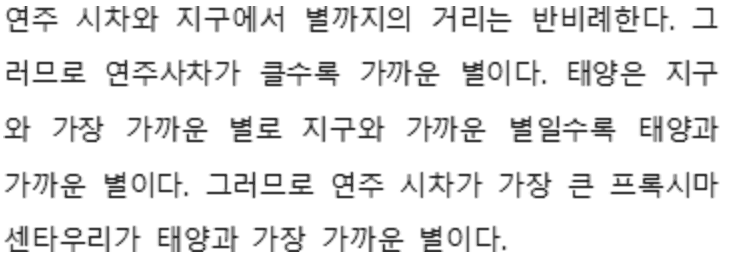 연주 시차와 지구에서 별까지의 거리는 반비례한다. 그
러므로 연주사차가 클수록 가까운 별이다. 태양은 지구
와 가장 가까운 별로 지구와 가까운 별일수록 태양과
가까운 별이다. 그러므로 연주 시차가 가장 큰 프록시마
센타우리가 태양과 가장 가까운 별이다.